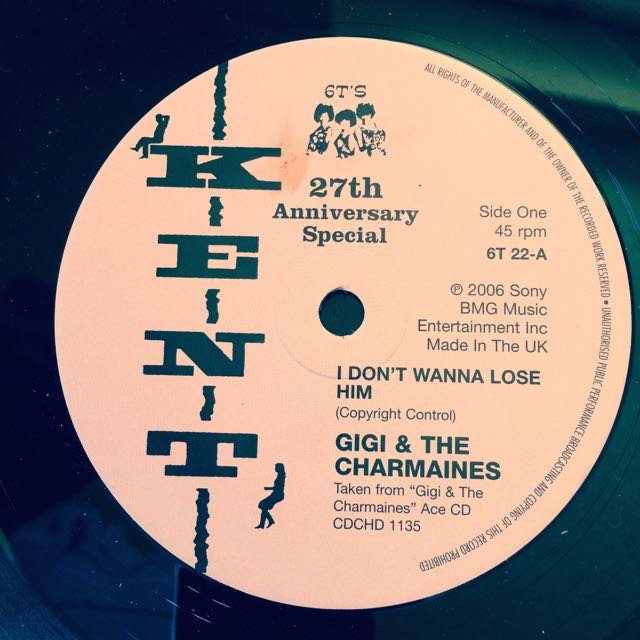 ALL RIGHTS OF THE MANUFACTURER AND OF THE OWNER OF THE RECORDED WORK RESERVED • UNAUTHORISED PUBLIC PERFORMANCE BROADCASTING AND COPYING OF THIS RECORD PROHIBITED
6T'S
KENT
27th
Anniversary
Special
Side One
45 rpm
6T 22-A
℗ 2006 Sony
BMG Music
Entertainment Inc
Made In The UK
I DON'T WANNA LOSE
HIM
(Copyright Control)
GIGI & THE
CHARMAINES
Taken from “Gigi & The
Charmaines” Ace CD
CDCHD 1135